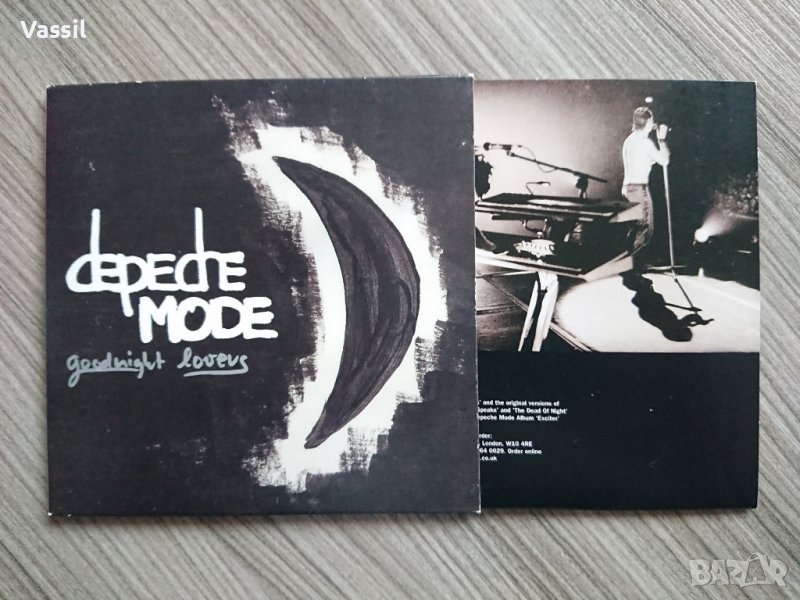 Vassil
depeche
MODE
goodnight lovers
' and the original versions of
Speaks' and 'The Dead Of Night'
epeche Mode Album 'Exciter'
rder:
, London, W10 4RE
64 0029. Order online
.co.uk
BAZAR